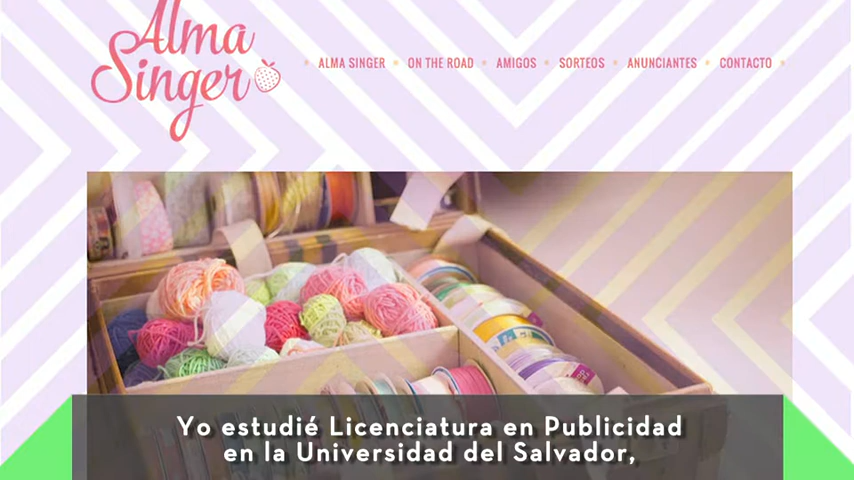 Alma
Singer
ALMA SINGER ON THE ROAD AMIGOS SORTEOS ANUNCIANTES CONTACTO
Yo estudié Licenciatura en Publicidad
en la Universidad del Salvador,